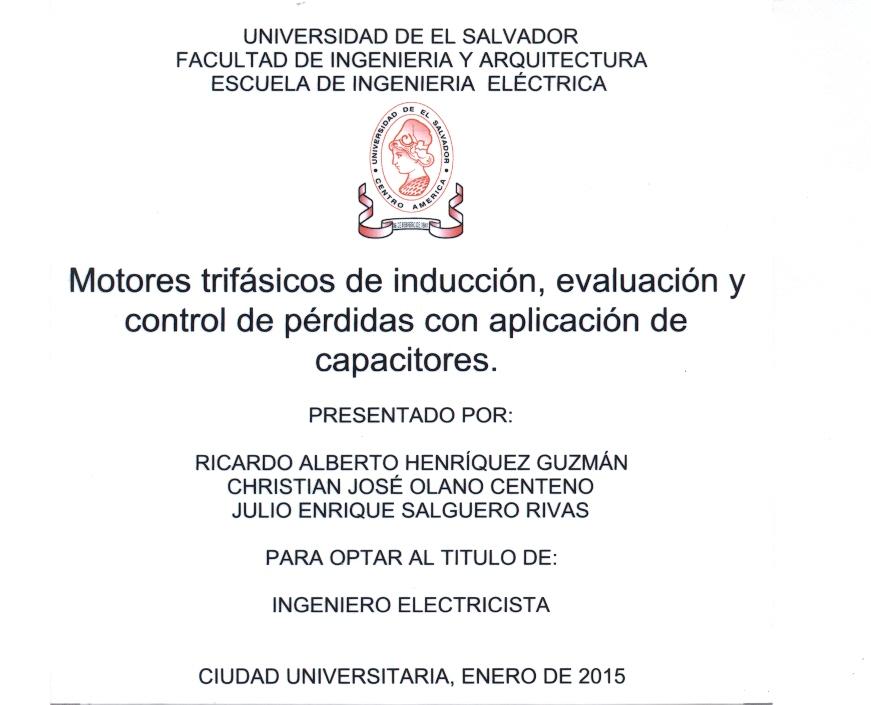 UNIVERSIDAD DE EL SALVADOR
FACULTAD DE INGENIERIA Y ARQUITECTURA
ESCUELA DE INGENIERIA ELÉCTRICA
UNIVERSIDAD DE EL SALVADOR
CENTRO AMERICA
Motores trifásicos de inducción, evaluación y
control de pérdidas con aplicación de
capacitores.
PRESENTADO POR:
RICARDO ALBERTO HENRÍQUEZ GUZMÁN
CHRISTIAN JOSÉ OLANO CENTENO
JULIO ENRIQUE SALGUERO RIVAS
PARA OPTAR AL TITULO DE:
INGENIERO ELECTRICISTA
CIUDAD UNIVERSITARIA, ENERO DE 2015